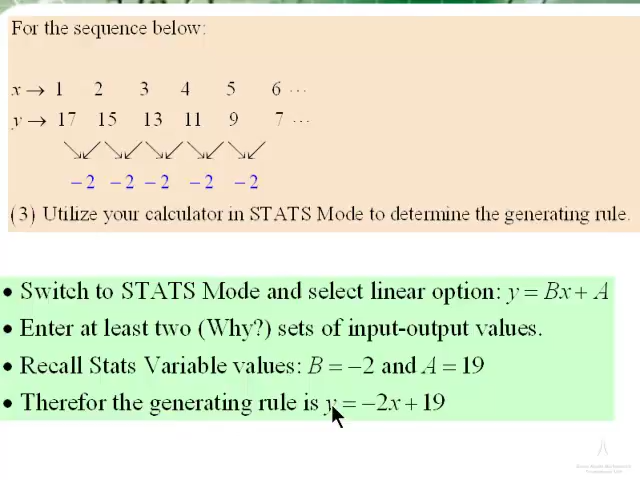 For the sequence below:
x → 1 2 3 4 5 6 ···
y → 17 15 13 11 9 7 ···
−2 −2 −2 −2 −2
(3) Utilize your calculator in STATS Mode to determine the generating rule.
• Switch to STATS Mode and select linear option: y = Bx + A
• Enter at least two (Why?) sets of input-output values.
• Recall Stats Variable values: B = −2 and A = 19
• Therefor the generating rule is y = −2x + 19